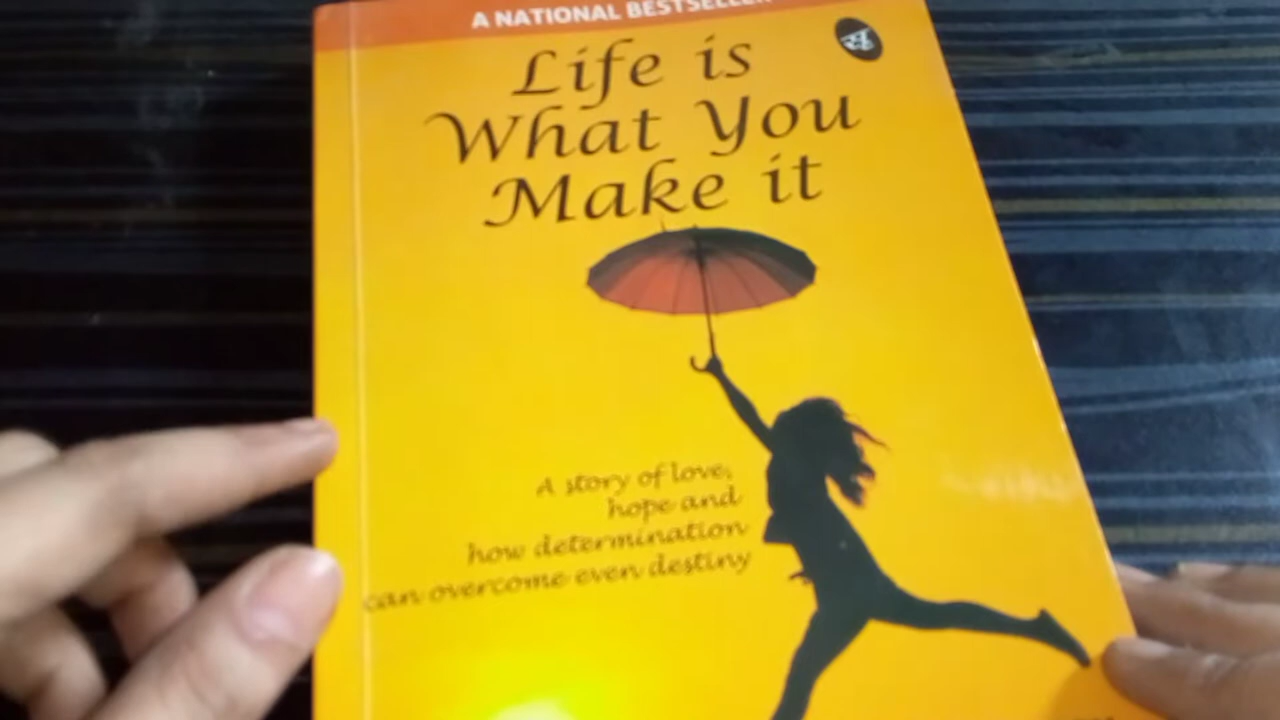 A NATIONAL BESTSELLER
सृ
Life is
What You
Make it
A story of love,
hope and
how determination
can overcome even destiny